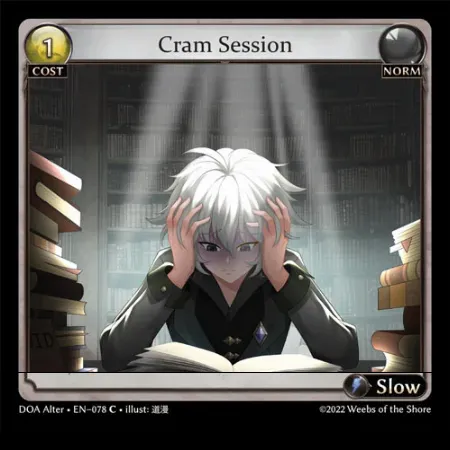 1
Cram Session
COST
NORM
Slow
DOA Alter • EN-078 C • illust: 道漫
©2022 Weebs of the Shore